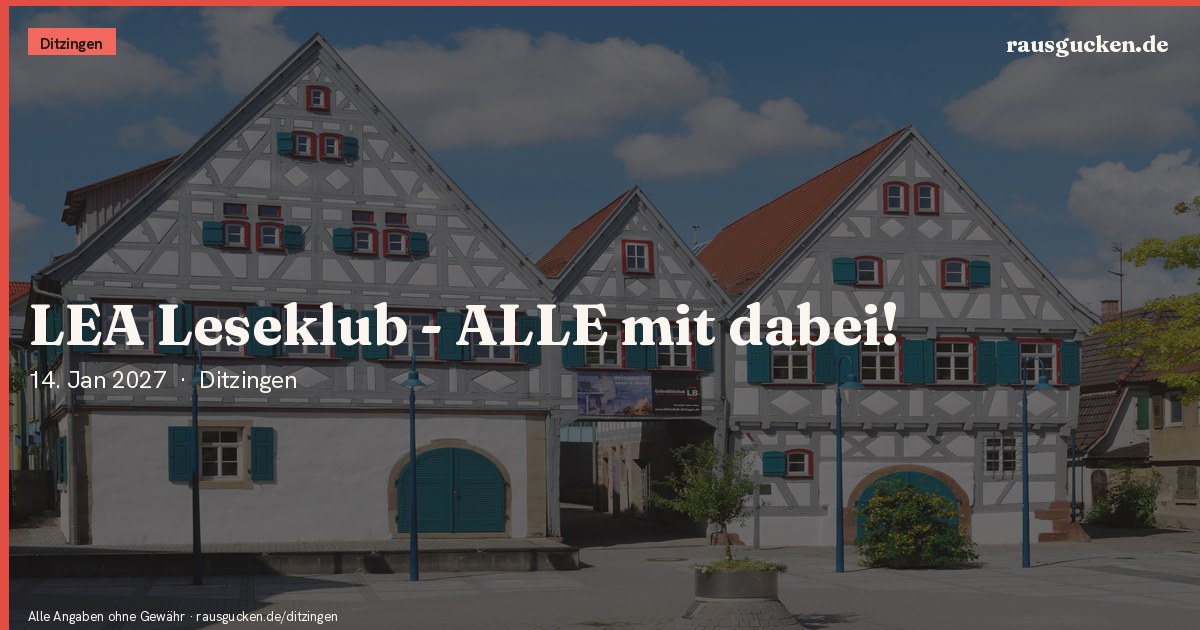 Ditzingen
rausgucken.de
LEA Leseklub - ALLE mit dabei!
14. Jan 2027 · Ditzingen
Alle Angaben ohne Gewähr · rausgucken.de/ditzingen